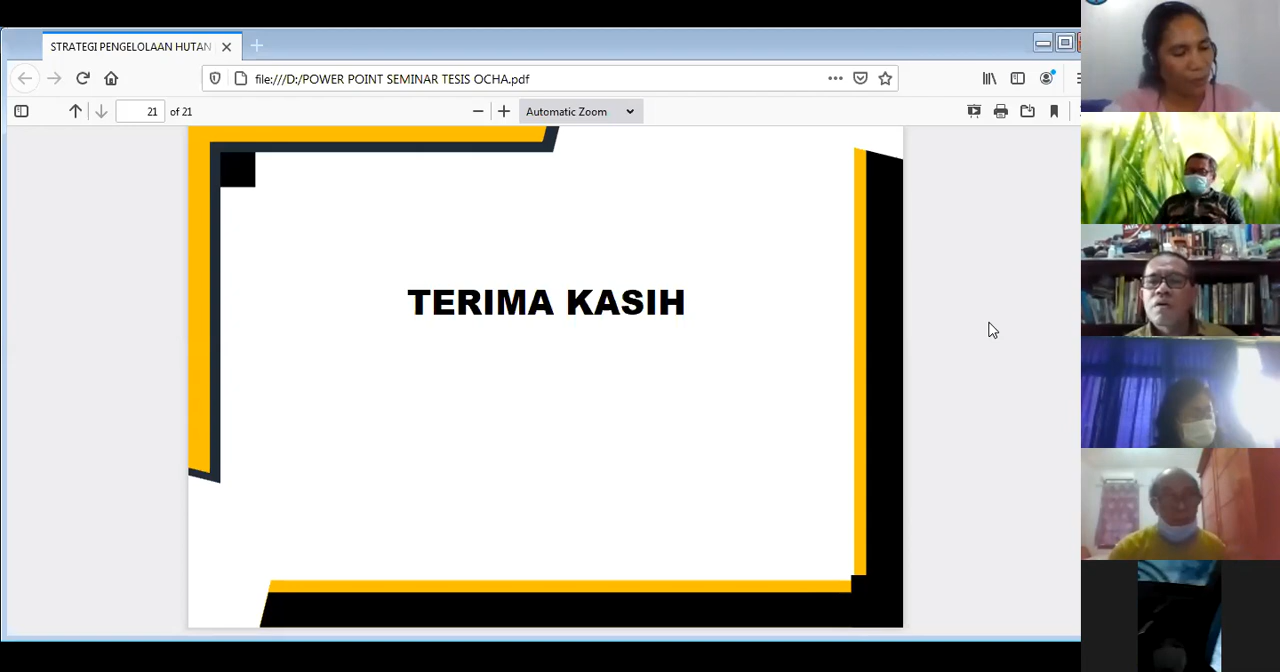 STRATEGI PENGELOLAAN HUTAN
file:///D:/POWER POINT SEMINAR TESIS OCHA.pdf
21 of 21
Automatic Zoom
TERIMA KASIH